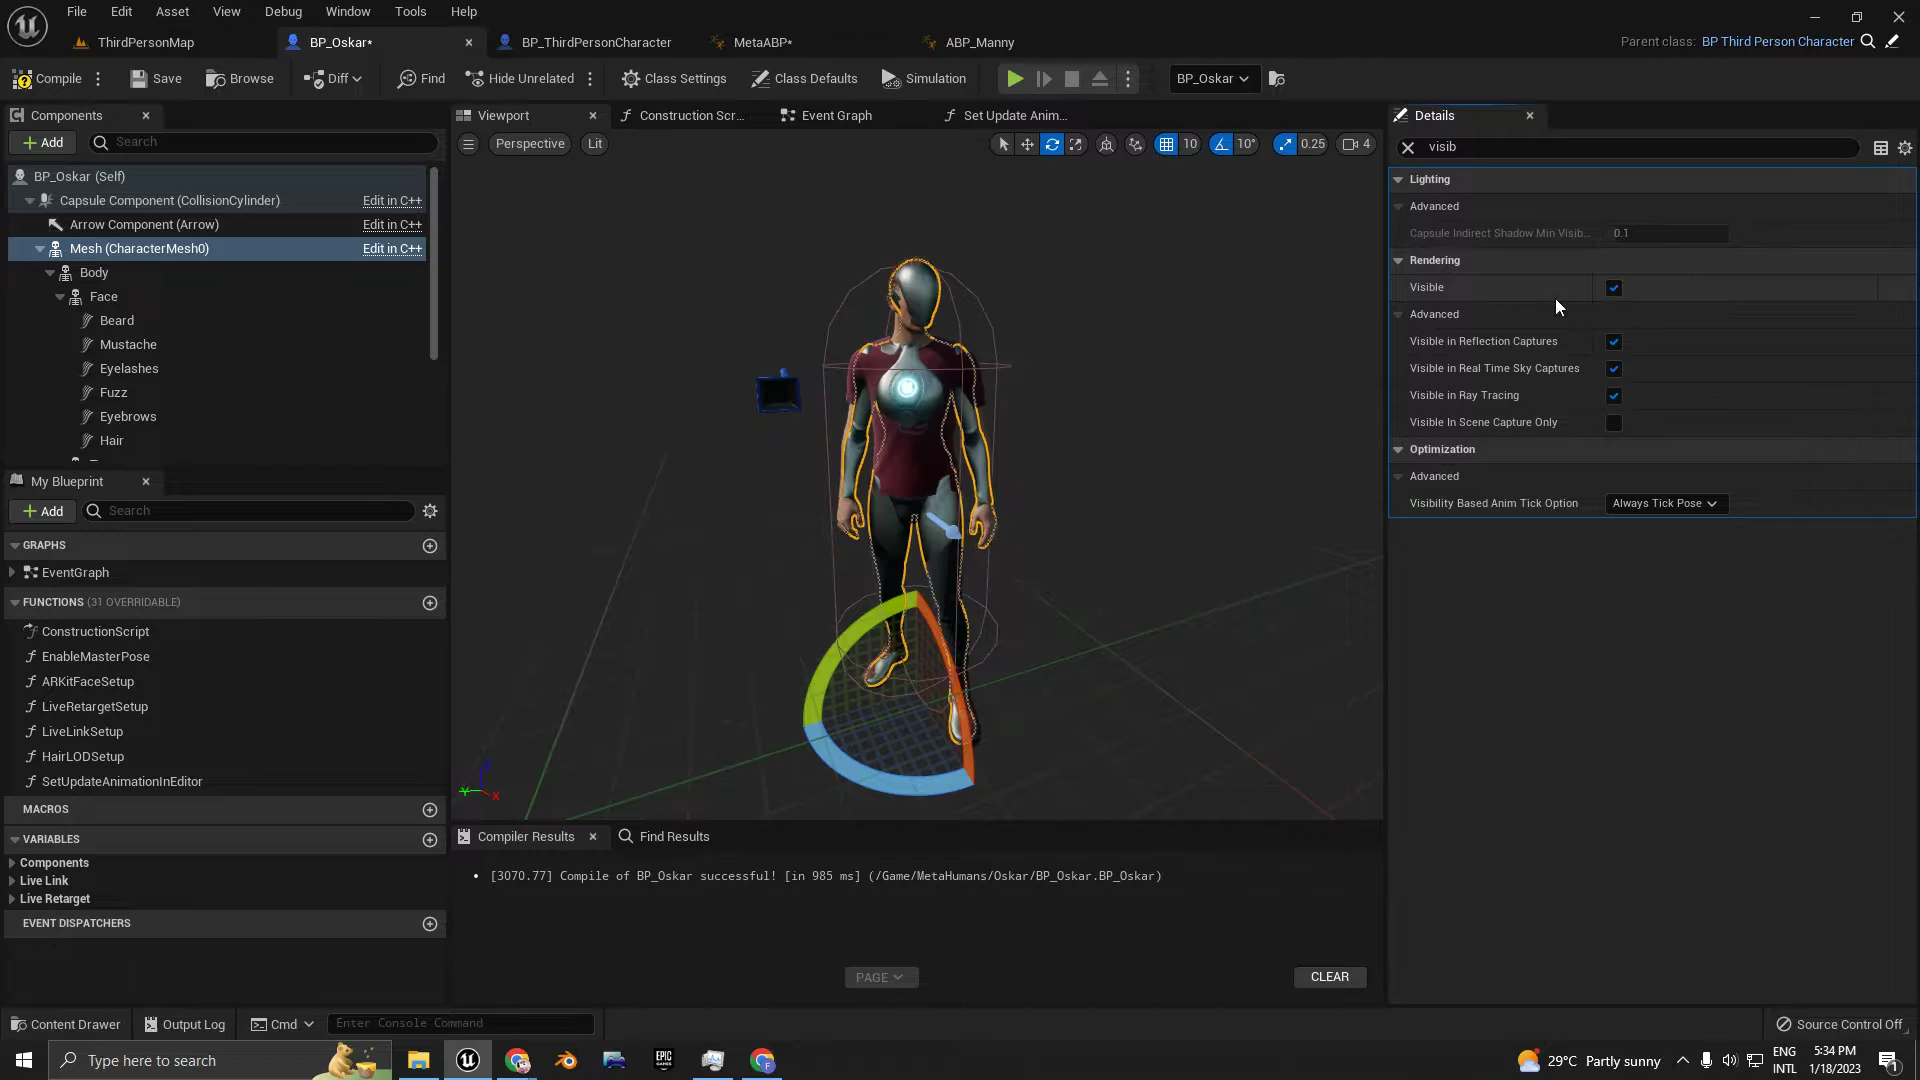 File Edit Asset View Debug Window Tools Help
ThirdPersonMap BP_Oskar* BP_ThirdPersonCharacter MetaABP* ABP_Manny
Parent class: BP Third Person Character
Compile Save Browse Diff Find Hide Unrelated Class Settings Class Defaults Simulation BP_Oskar
Components
Add Search
BP_Oskar (Self)
Capsule Component (CollisionCylinder) Edit in C++
Arrow Component (Arrow) Edit in C++
Mesh (CharacterMesh0) Edit in C++
Body
Face
Beard
Mustache
Eyelashes
Fuzz
Eyebrows
Hair
My Blueprint
Add Search
GRAPHS
EventGraph
FUNCTIONS (31 OVERRIDABLE)
ConstructionScript
EnableMasterPose
ARKitFaceSetup
LiveRetargetSetup
LiveLinkSetup
HairLODSetup
SetUpdateAnimationInEditor
MACROS
VARIABLES
Components
Live Link
Live Retarget
EVENT DISPATCHERS
Viewport Construction Scr... Event Graph Set Update Anim...
Perspective Lit 10 10° 0.25 4
Z
Y X
Compiler Results Find Results
[3070.77] Compile of BP_Oskar successful! [in 985 ms] (/Game/MetaHumans/Oskar/BP_Oskar.BP_Oskar)
PAGE CLEAR
Details
visib
Lighting
Advanced
Capsule Indirect Shadow Min Visib... 0.1
Rendering
Visible
Advanced
Visible in Reflection Captures
Visible in Real Time Sky Captures
Visible in Ray Tracing
Visible In Scene Capture Only
Optimization
Advanced
Visibility Based Anim Tick Option Always Tick Pose
Content Drawer Output Log Cmd Enter Console Command Source Control Off
Type here to search EPIC GAMES 29°C Partly sunny ENG INTL 5:34 PM 1/18/2023 1